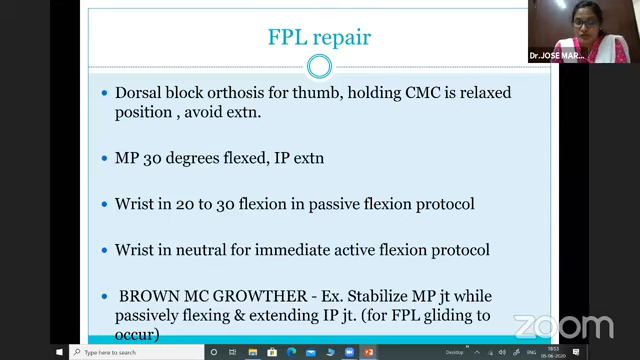 FPL repair
Dr.JOSE MAR...
• Dorsal block orthosis for thumb, holding CMC is relaxed
position , avoid extn.
• MP 30 degrees flexed, IP extn
• Wrist in 20 to 30 flexion in passive flexion protocol
• Wrist in neutral for immediate active flexion protocol
• BROWN MC GROWTHER - Ex. Stabilize MP jt while
passively flexing & extending IP jt. (for FPL gliding to
occur)
zoom
Type here to search
Desktop
ENG
18:53
05-06-2020